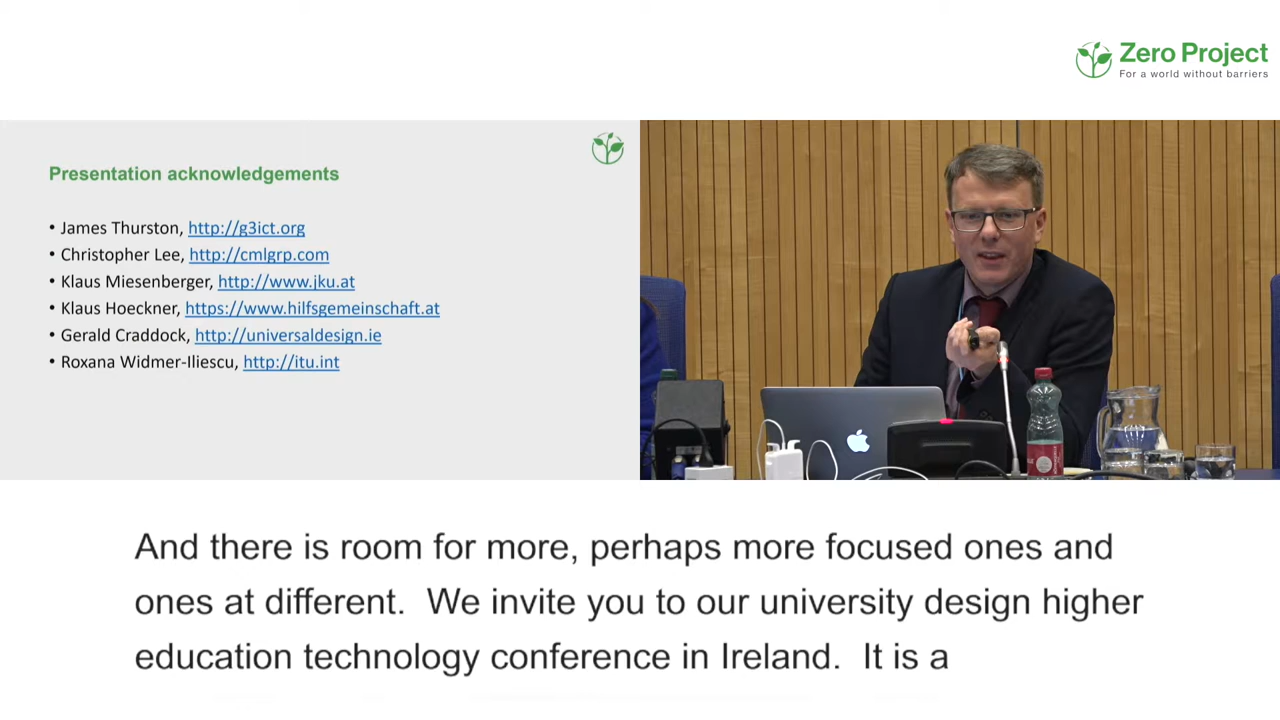 Zero Project
For a world without barriers
Presentation acknowledgements
• James Thurston, http://g3ict.org
• Christopher Lee, http://cmlgrp.com
• Klaus Miesenberger, http://www.jku.at
• Klaus Hoeckner, https://www.hilfsgemeinschaft.at
• Gerald Craddock, http://universaldesign.ie
• Roxana Widmer-Iliescu, http://itu.int
And there is room for more, perhaps more focused ones and
ones at different.  We invite you to our university design higher
education technology conference in Ireland.  It is a